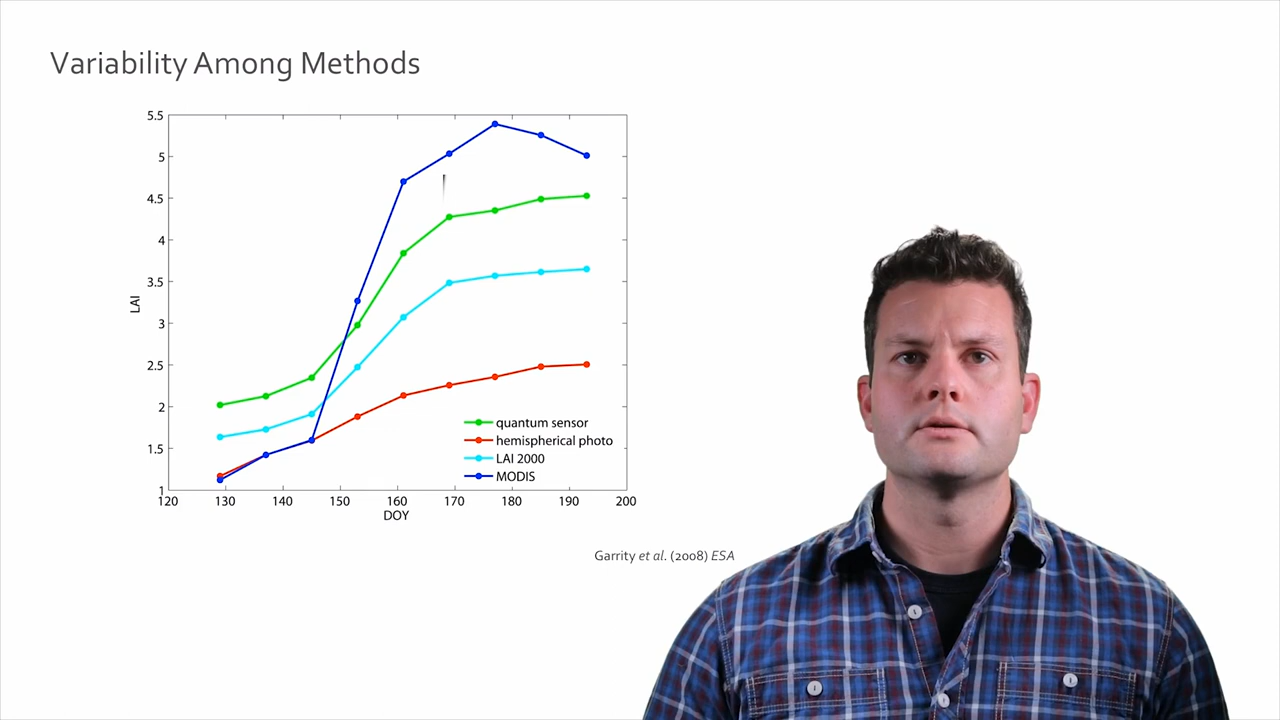 Variability Among Methods
5.5
5
4.5
4
3.5
3
2.5
2
1.5
1
LAI
quantum sensor
hemispherical photo
LAI 2000
MODIS
120 130 140 150 160 170 180 190 200
DOY
Garrity et al. (2008) ESA